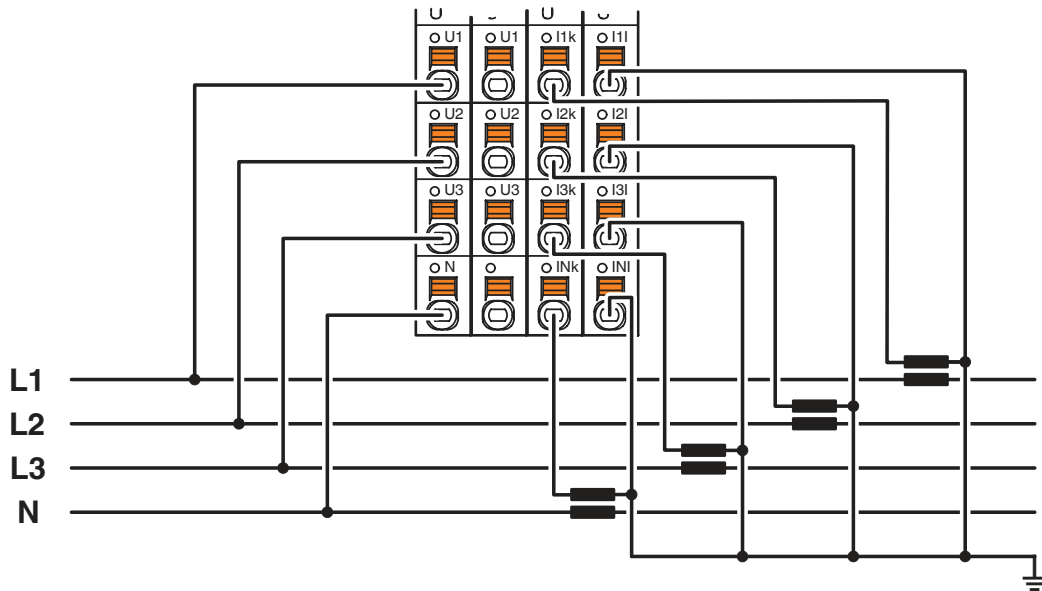 U1 U1 I1k I1l
U2 U2 I2k I2l
U3 U3 I3k I3l
N INk INl
L1
L2
L3
N